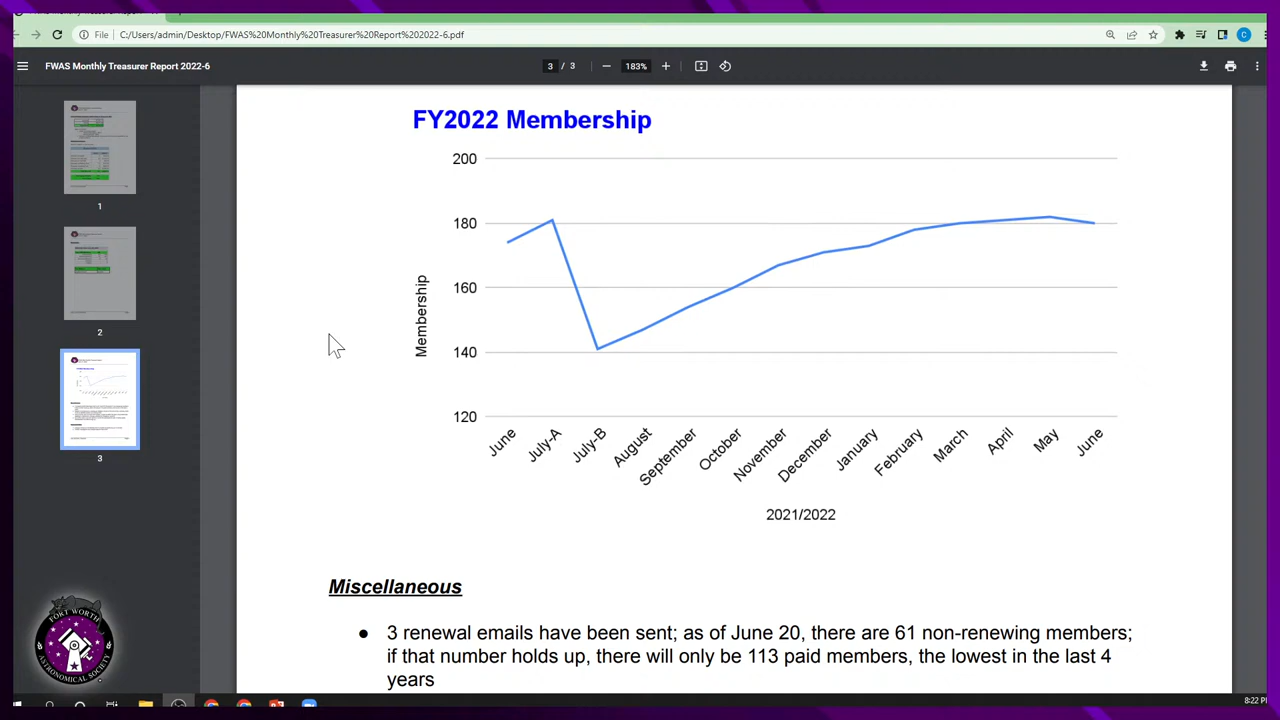 File C:/Users/admin/Desktop/FWAS%20Monthly%20Treasurer%20Report%202022-6.pdf
C
FWAS Monthly Treasurer Report 2022-6
3 / 3
183%
1
2
3
FY2022 Membership
200
180
160
140
120
Membership
June July-A July-B August September October November December January February March April May June
2021/2022
Miscellaneous
● 3 renewal emails have been sent; as of June 20, there are 61 non-renewing members;
if that number holds up, there will only be 113 paid members, the lowest in the last 4
years
FORT WORTH
ASTRONOMICAL SOCIETY
8:22 PM